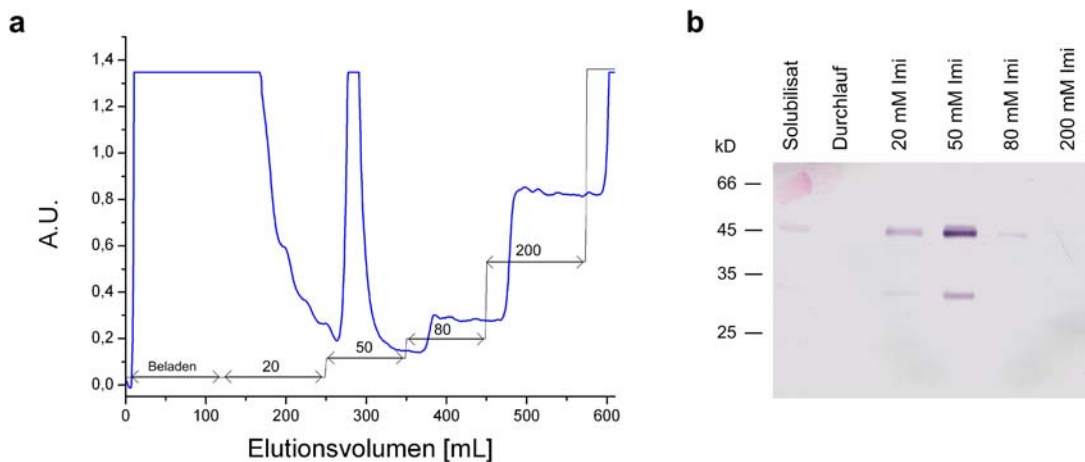 a
A.U.
1,4
1,2
1,0
0,8
0,6
0,4
0,2
0,0
Beladen
20
50
80
200
0 100 200 300 400 500 600
Elutionsvolumen [mL]
b
kD
Solubilisat
Durchlauf
20 mM Imi
50 mM Imi
80 mM Imi
200 mM Imi
66
45
35
25